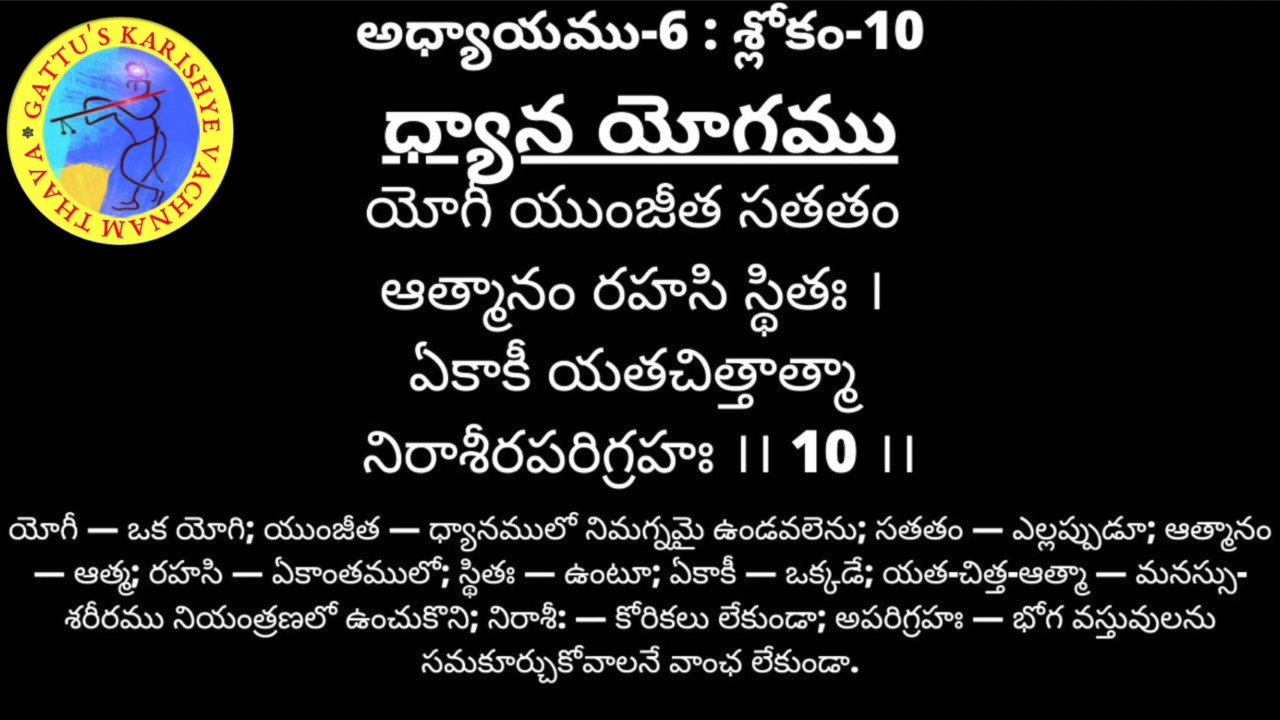 GATTU'S KARISHYE VACHNAM THAVA
అధ్యాయము-6 : శ్లోకం-10
ధ్యాన యోగము
యోగీ యుంజీత సతతం
ఆత్మానం రహసి స్థితః ।
ఏకాకీ యతచిత్తాత్మా
నిరాశీరపరిగ్రహః ।। 10 ।।
యోగీ — ఒక యోగి; యుంజీత — ధ్యానములో నిమగ్నమై ఉండవలెను; సతతం — ఎల్లప్పుడూ; ఆత్మానం
— ఆత్మ; రహసి — ఏకాంతములో; స్థితః — ఉంటూ; ఏకాకీ — ఒక్కడే; యత-చిత్త-ఆత్మా — మనస్సు-
శరీరము నియంత్రణలో ఉంచుకొని; నిరాశీ: — కోరికలు లేకుండా; అపరిగ్రహః — భోగ వస్తువులను
సమకూర్చుకోవాలనే వాంఛ లేకుండా.